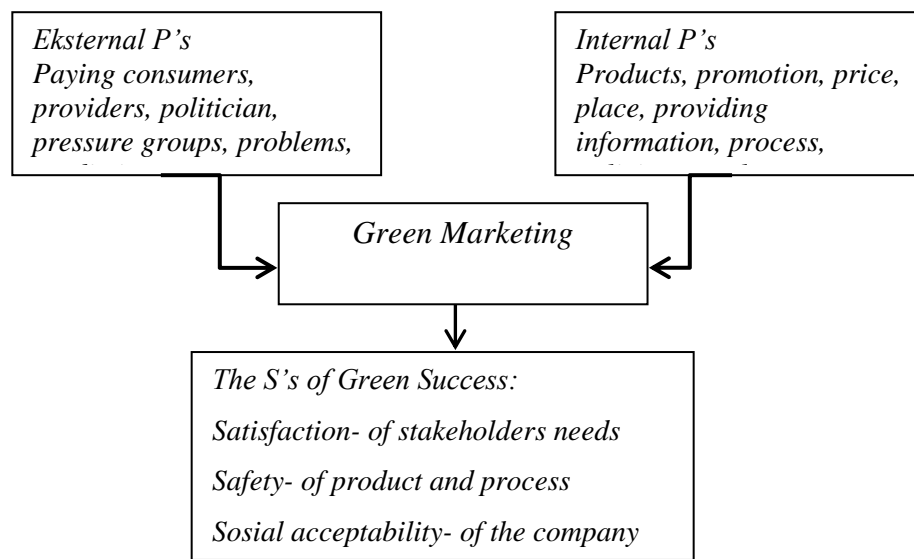 Eksternal P’s
Paying consumers,
providers, politician,
pressure groups, problems,
Internal P’s
Products, promotion, price,
place, providing
information, process,
Green Marketing
The S’s of Green Success:
Satisfaction- of stakeholders needs
Safety- of product and process
Sosial acceptability- of the company